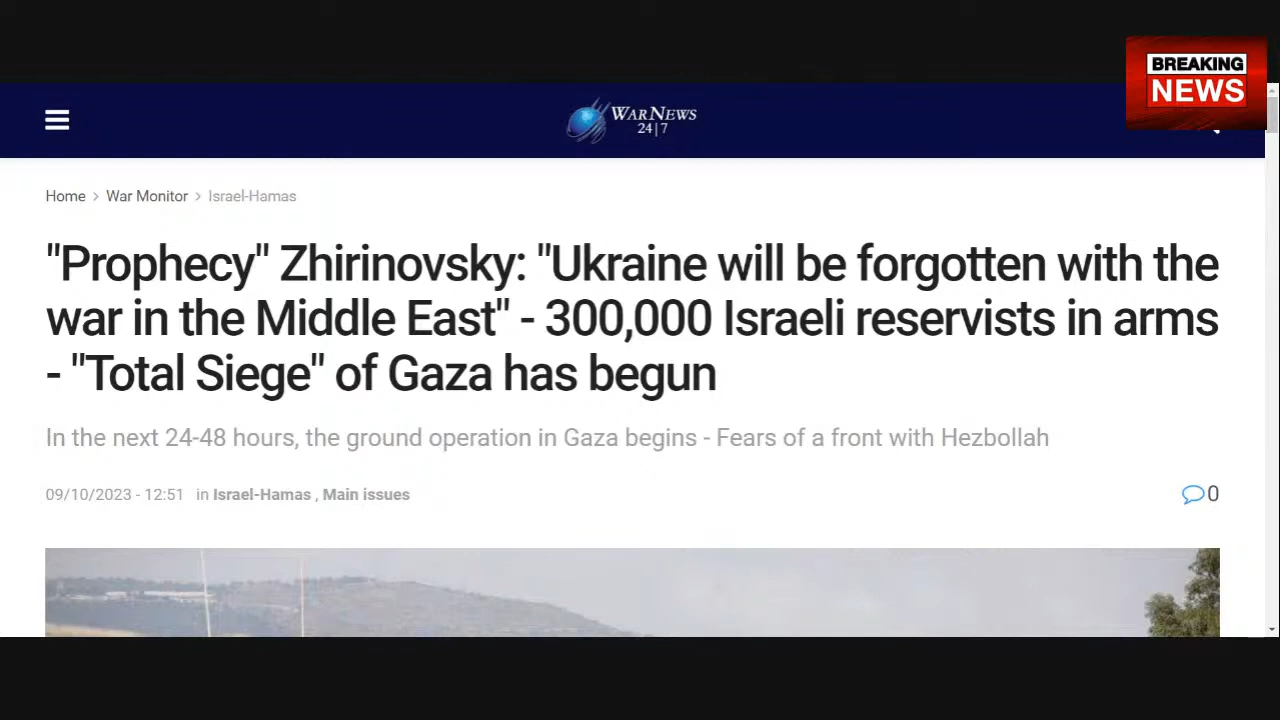 BREAKING
NEWS
WAR NEWS
24|7
Home > War Monitor > Israel-Hamas
"Prophecy" Zhirinovsky: "Ukraine will be forgotten with the
war in the Middle East" - 300,000 Israeli reservists in arms
- "Total Siege" of Gaza has begun
In the next 24-48 hours, the ground operation in Gaza begins - Fears of a front with Hezbollah
09/10/2023 - 12:51 in Israel-Hamas , Main issues
0